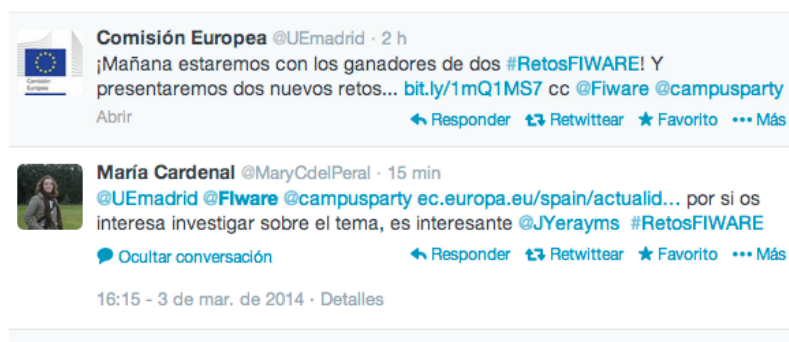 Comisión Europea @UEmadrid · 2 h
¡Mañana estaremos con los ganadores de dos #RetosFIWARE! Y
presentaremos dos nuevos retos... bit.ly/1mQ1MS7 cc @Fiware @campusparty
Abrir
Responder Retwittear Favorito ••• Más
Comisión
Europea
María Cardenal @MaryCdelPeral · 15 min
@UEmadrid @FIware @campusparty ec.europa.eu/spain/actualid... por si os
interesa investigar sobre el tema, es interesante @JYerayms #RetosFIWARE
Ocultar conversación
Responder Retwittear Favorito ••• Más
16:15 - 3 de mar. de 2014 · Detalles